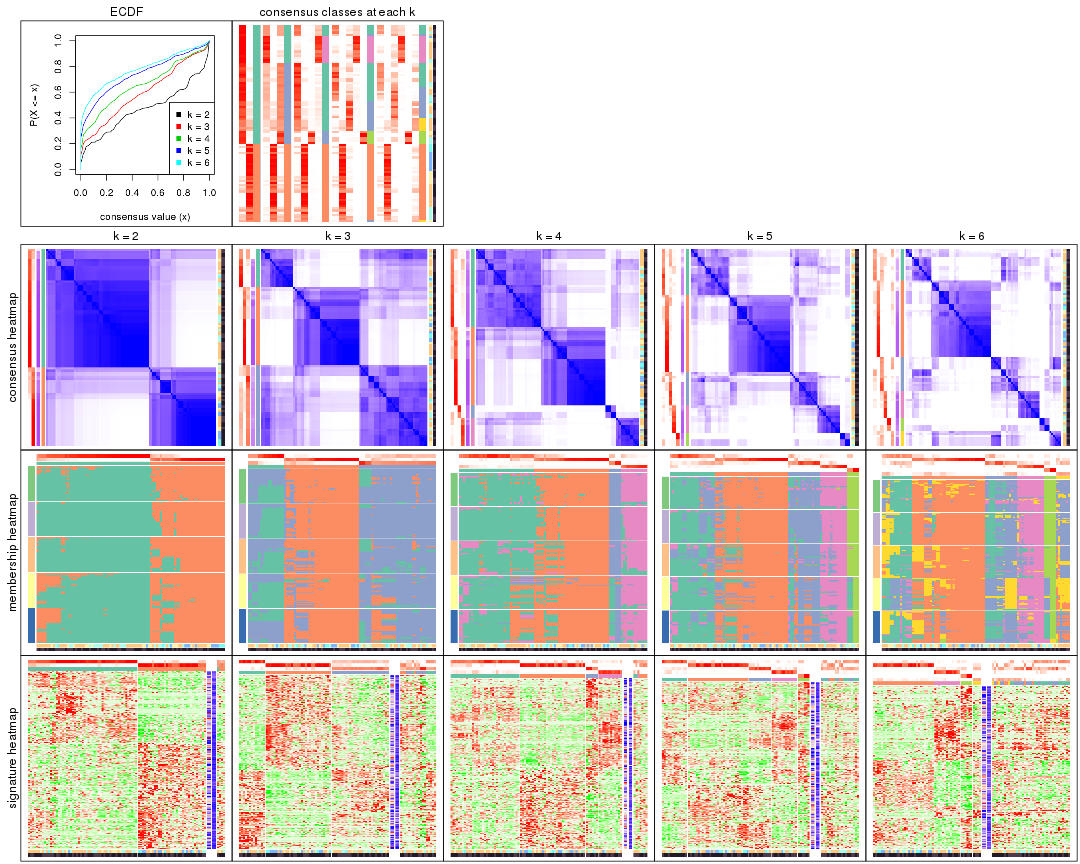 ECDF
consensus classes at each k
P(X <= x)
0.0 0.2 0.4 0.6 0.8 1.0
k = 2
k = 3
k = 4
k = 5
k = 6
0.0 0.2 0.4 0.6 0.8 1.0
consensus value (x)
k = 2 k = 3 k = 4 k = 5 k = 6
consensus heatmap
membership heatmap
signature heatmap